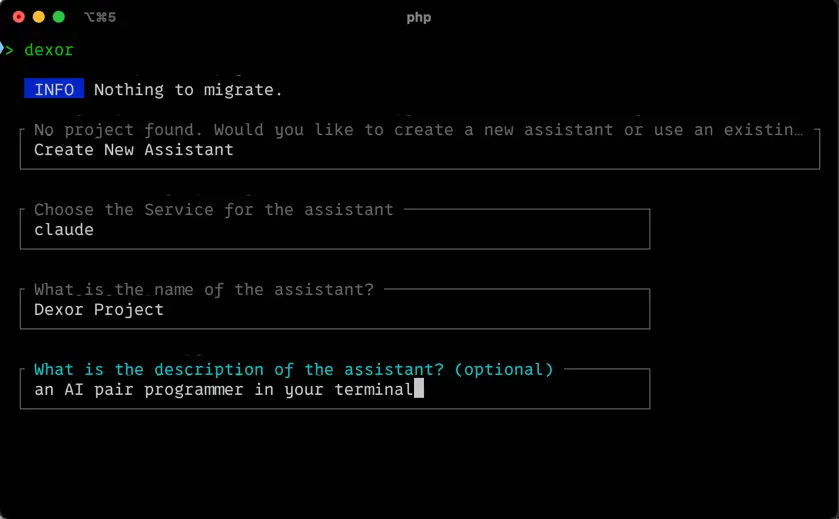 ⌥⌘5
php
> dexor
INFO Nothing to migrate.
No project found. Would you like to create a new assistant or use an existin…
Create New Assistant
Choose the Service for the assistant
claude
What is the name of the assistant?
Dexor Project
What is the description of the assistant? (optional)
an AI pair programmer in your terminal